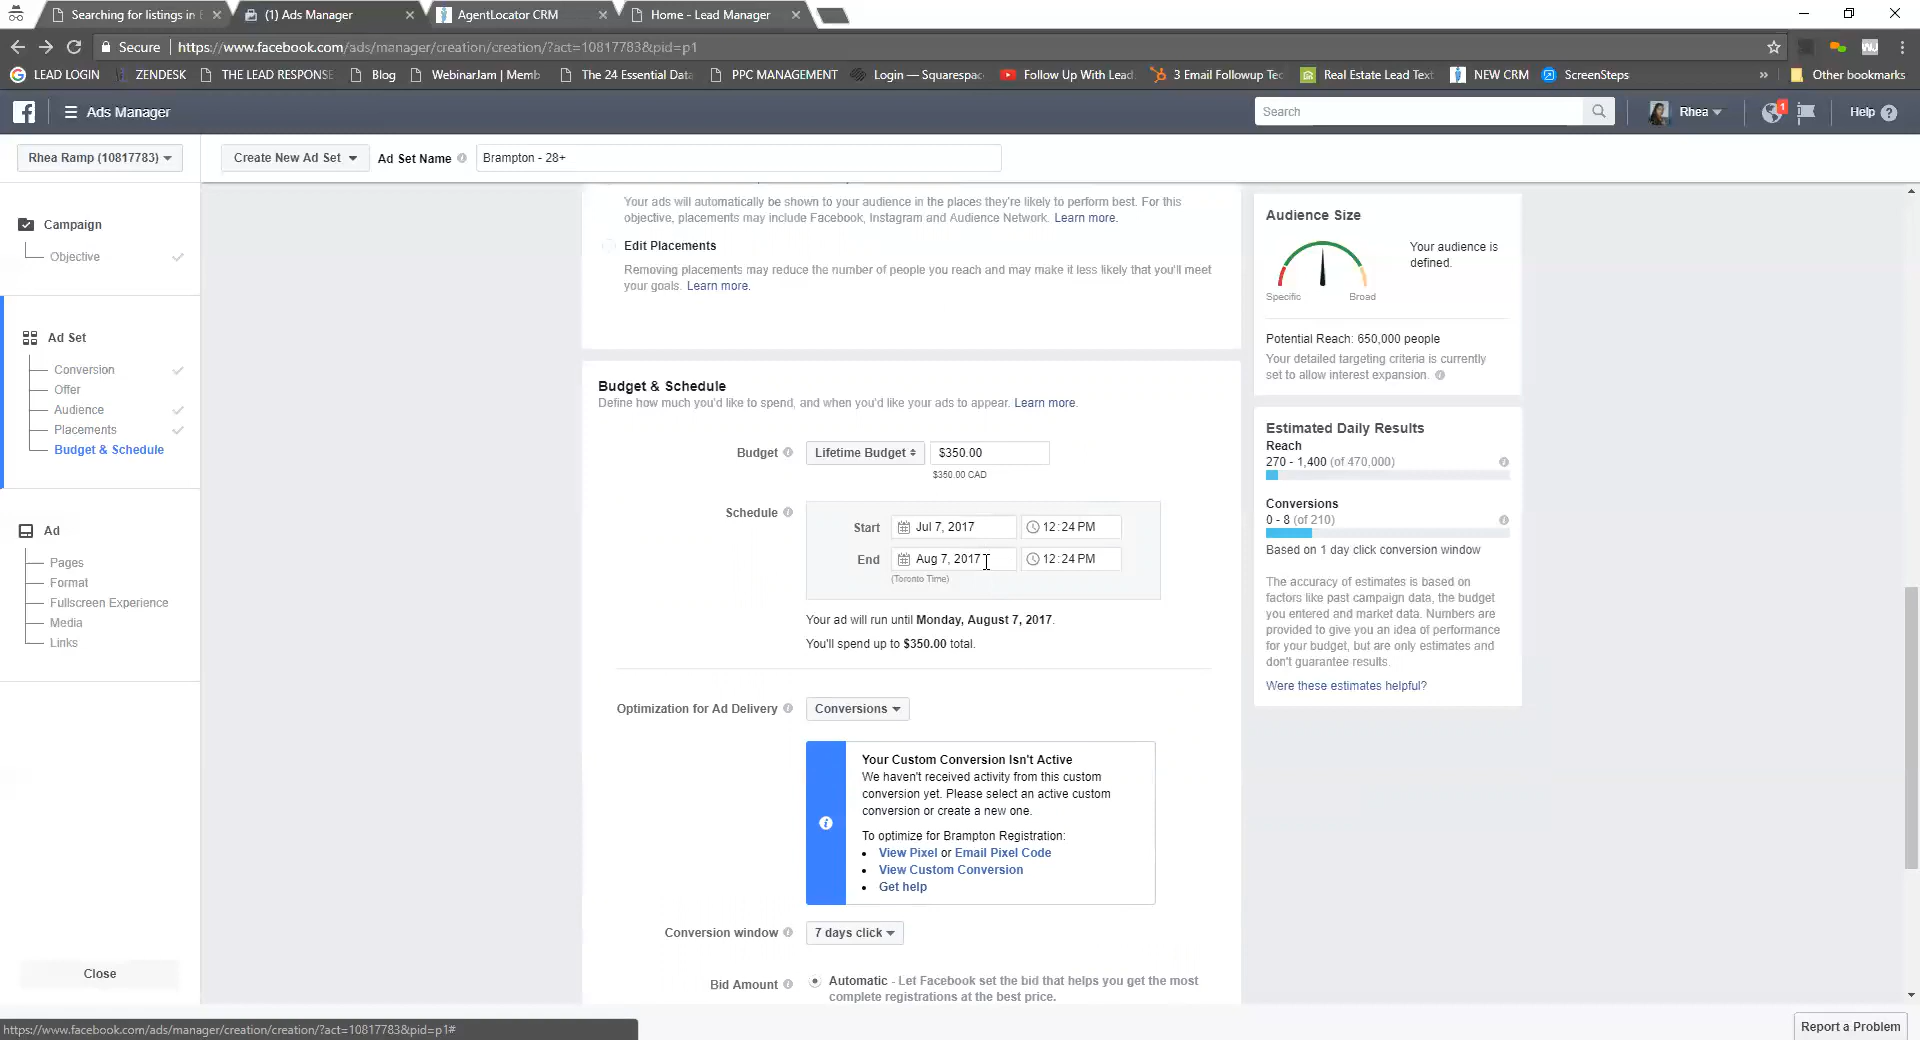 Searching for listings in
(1) Ads Manager
AgentLocator CRM
Home - Lead Manager
Secure
https://www.facebook.com/ads/manager/creation/creation/?act=10817783&pid=p1
LEAD LOGIN
ZENDESK
THE LEAD RESPONSE
Blog
WebinarJam | Memb
The 24 Essential Data
PPC MANAGEMENT
Login — Squarespac
Follow Up With Lead
3 Email Followup Tec
Real Estate Lead Text
NEW CRM
ScreenSteps
»
Other bookmarks
Ads Manager
Search
Rhea
1
Help
Rhea Ramp (10817783)
Create New Ad Set
Ad Set Name
Brampton - 28+
Campaign
Objective
Ad Set
Conversion
Offer
Audience
Placements
Budget & Schedule
Ad
Pages
Format
Fullscreen Experience
Media
Links
Close
Your ads will automatically be shown to your audience in the places they're likely to perform best. For this
objective, placements may include Facebook, Instagram and Audience Network. Learn more.
Edit Placements
Removing placements may reduce the number of people you reach and may make it less likely that you'll meet
your goals. Learn more.
Budget & Schedule
Define how much you'd like to spend, and when you'd like your ads to appear. Learn more.
Budget
Lifetime Budget
$350.00
$350.00 CAD
Schedule
Start
Jul 7, 2017
12:24 PM
End
Aug 7, 2017
12:24 PM
(Toronto Time)
Your ad will run until Monday, August 7, 2017.
You'll spend up to $350.00 total.
Optimization for Ad Delivery
Conversions
Your Custom Conversion Isn't Active
We haven't received activity from this custom
conversion yet. Please select an active custom
conversion or create a new one.
To optimize for Brampton Registration:
• View Pixel or Email Pixel Code
• View Custom Conversion
• Get help
Conversion window
7 days click
Bid Amount
Automatic - Let Facebook set the bid that helps you get the most
complete registrations at the best price.
Audience Size
Your audience is
defined.
Specific
Broad
Potential Reach: 650,000 people
Your detailed targeting criteria is currently
set to allow interest expansion.
Estimated Daily Results
Reach
270 - 1,400 (of 470,000)
Conversions
0 - 8 (of 210)
Based on 1 day click conversion window
The accuracy of estimates is based on
factors like past campaign data, the budget
you entered and market data. Numbers are
provided to give you an idea of performance
for your budget, but are only estimates and
don't guarantee results.
Were these estimates helpful?
https://www.facebook.com/ads/manager/creation/creation/?act=10817783&pid=p1#
Report a Problem